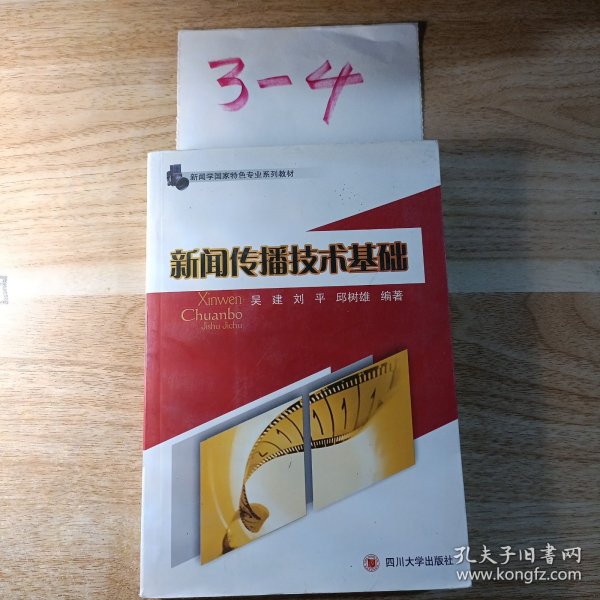 3-4
新闻学国家特色专业系列教材
新闻传播技术基础
Xinwen
Chuanbo
Jishu Jichu
吴 建 刘 平 邱树雄 编著
四川大学出版社
孔夫子旧书网
www.kongfz.com